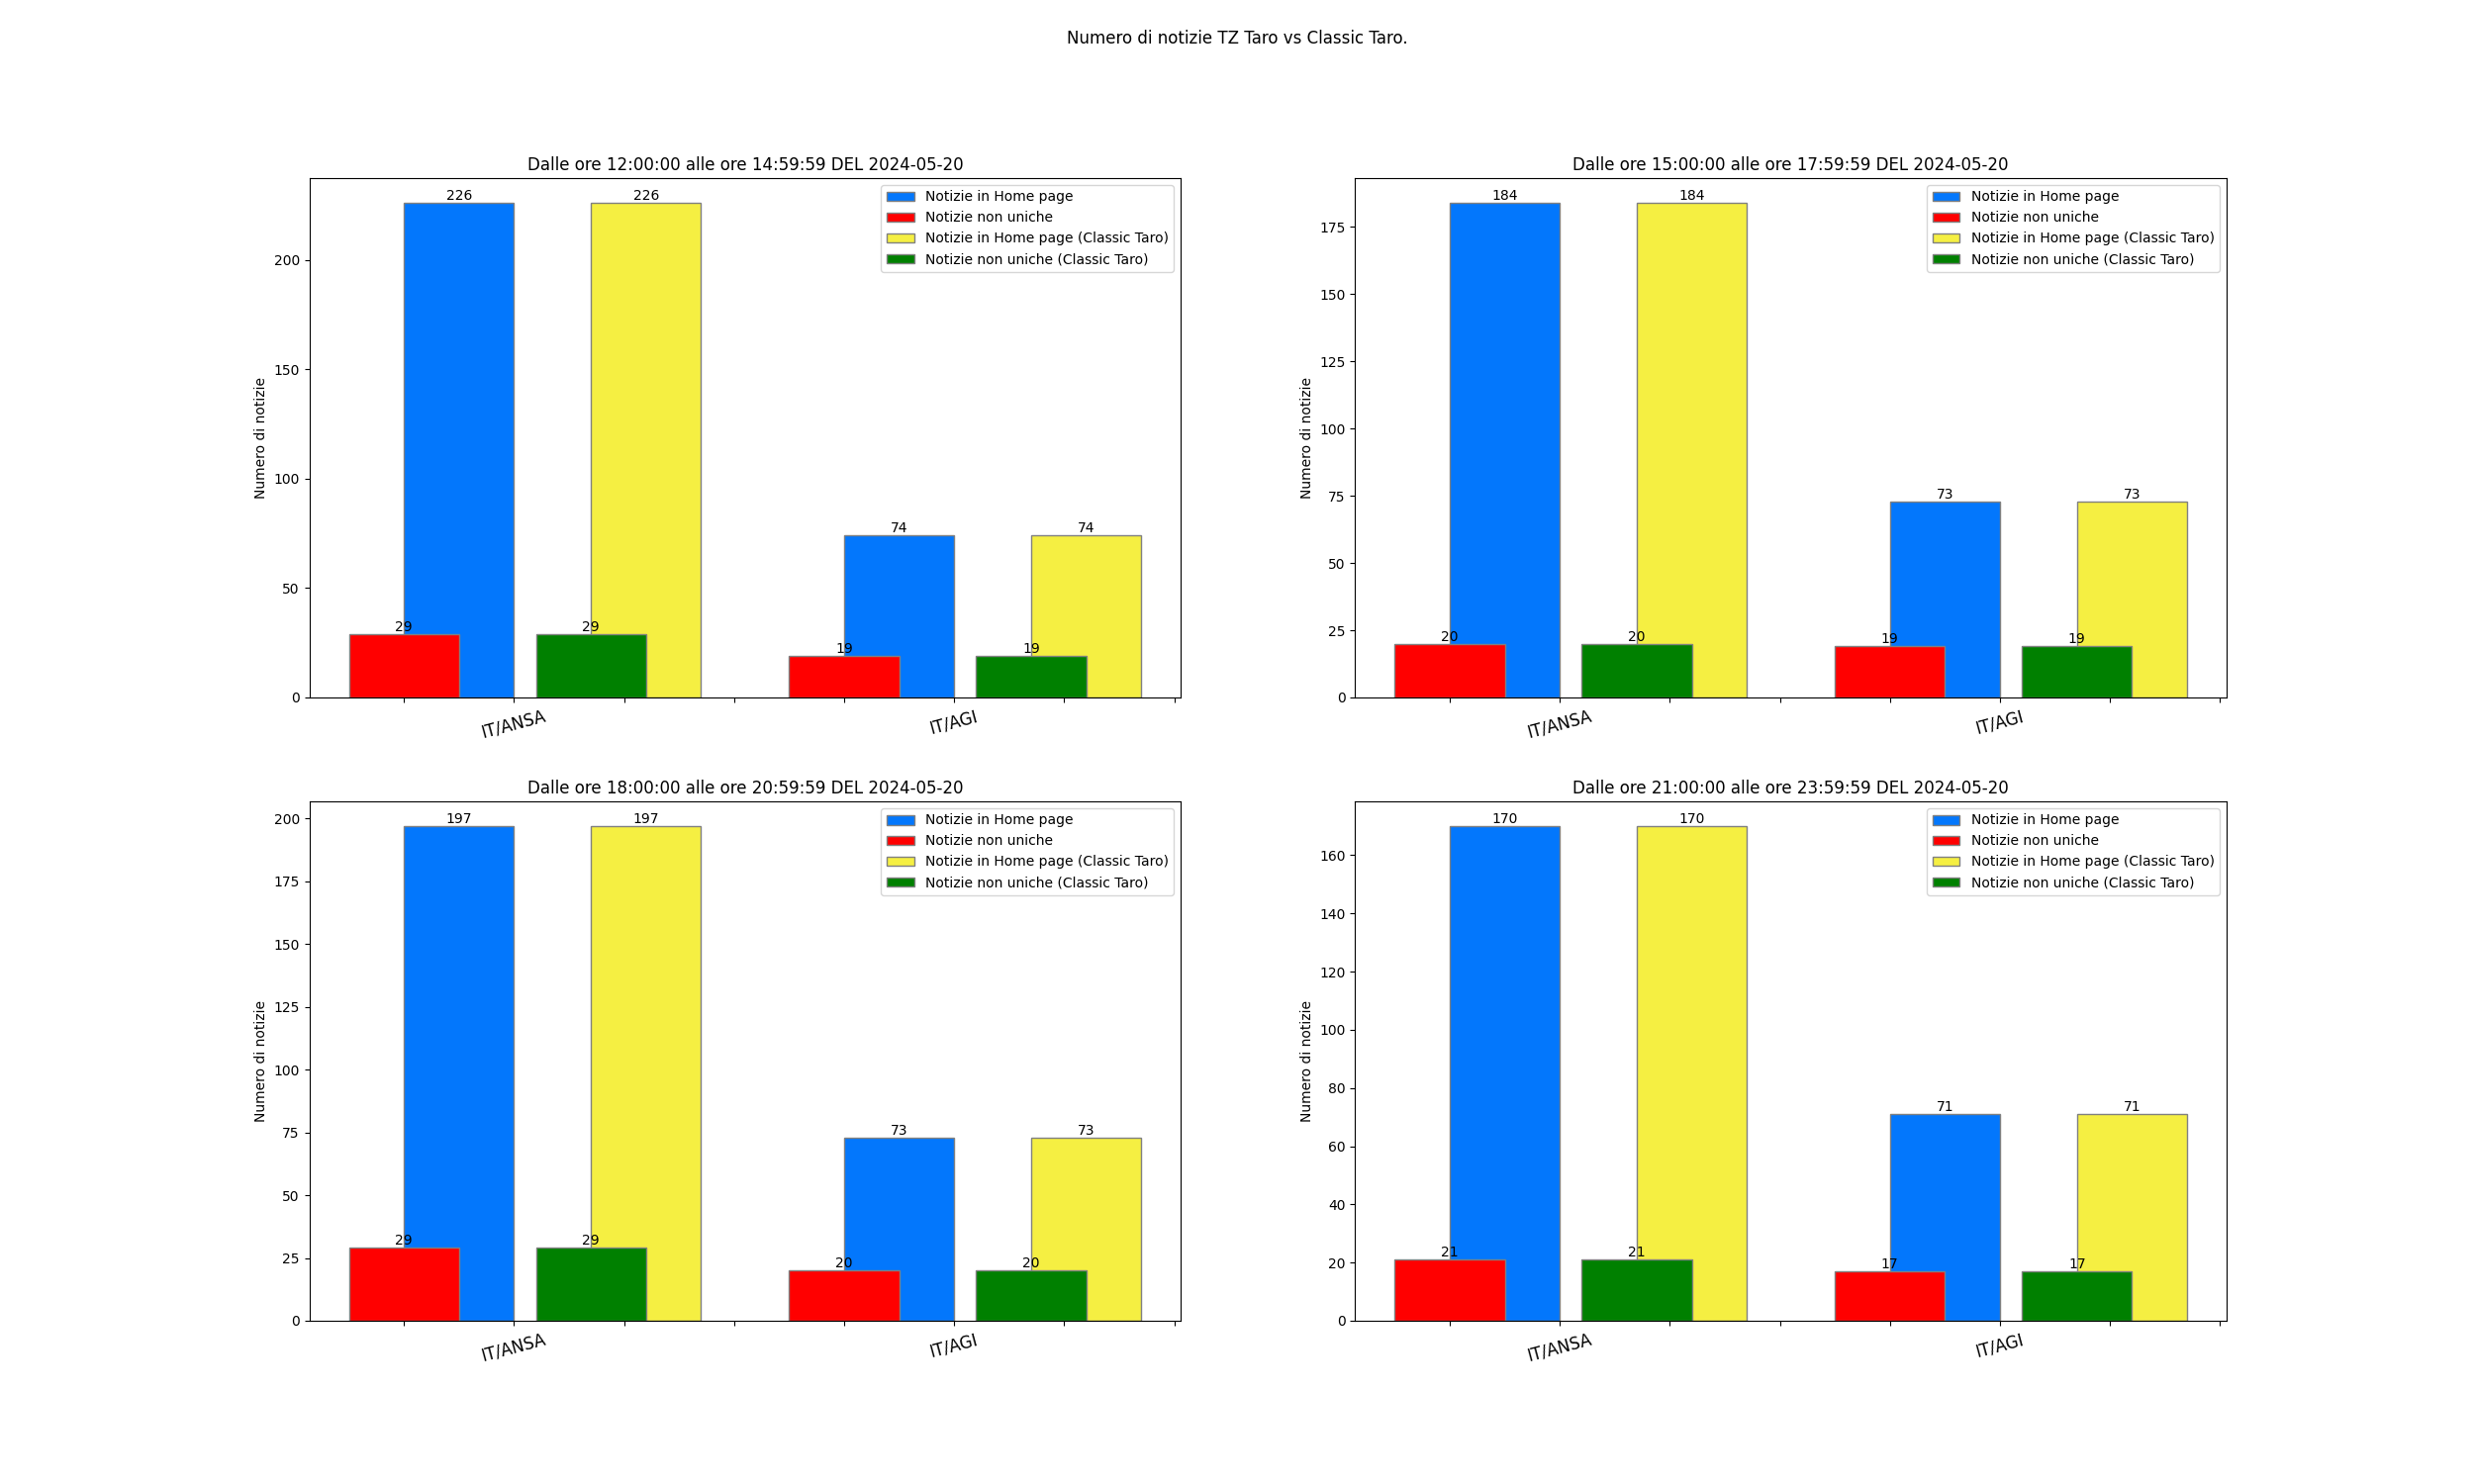 Numero di notizie TZ Taro vs Classic Taro.
Dalle ore 12:00:00 alle ore 14:59:59 DEL 2024-05-20
Numero di notizie
200
150
100
50
0
226
226
29
29
74
74
19
19
Notizie in Home page
Notizie non uniche
Notizie in Home page (Classic Taro)
Notizie non uniche (Classic Taro)
IT/ANSA
IT/AGI
Dalle ore 15:00:00 alle ore 17:59:59 DEL 2024-05-20
Numero di notizie
175
150
125
100
75
50
25
0
184
184
20
20
73
73
19
19
Notizie in Home page
Notizie non uniche
Notizie in Home page (Classic Taro)
Notizie non uniche (Classic Taro)
IT/ANSA
IT/AGI
Dalle ore 18:00:00 alle ore 20:59:59 DEL 2024-05-20
Numero di notizie
200
175
150
125
100
75
50
25
0
197
197
29
29
73
73
20
20
Notizie in Home page
Notizie non uniche
Notizie in Home page (Classic Taro)
Notizie non uniche (Classic Taro)
IT/ANSA
IT/AGI
Dalle ore 21:00:00 alle ore 23:59:59 DEL 2024-05-20
Numero di notizie
160
140
120
100
80
60
40
20
0
170
170
21
21
71
71
17
17
Notizie in Home page
Notizie non uniche
Notizie in Home page (Classic Taro)
Notizie non uniche (Classic Taro)
IT/ANSA
IT/AGI